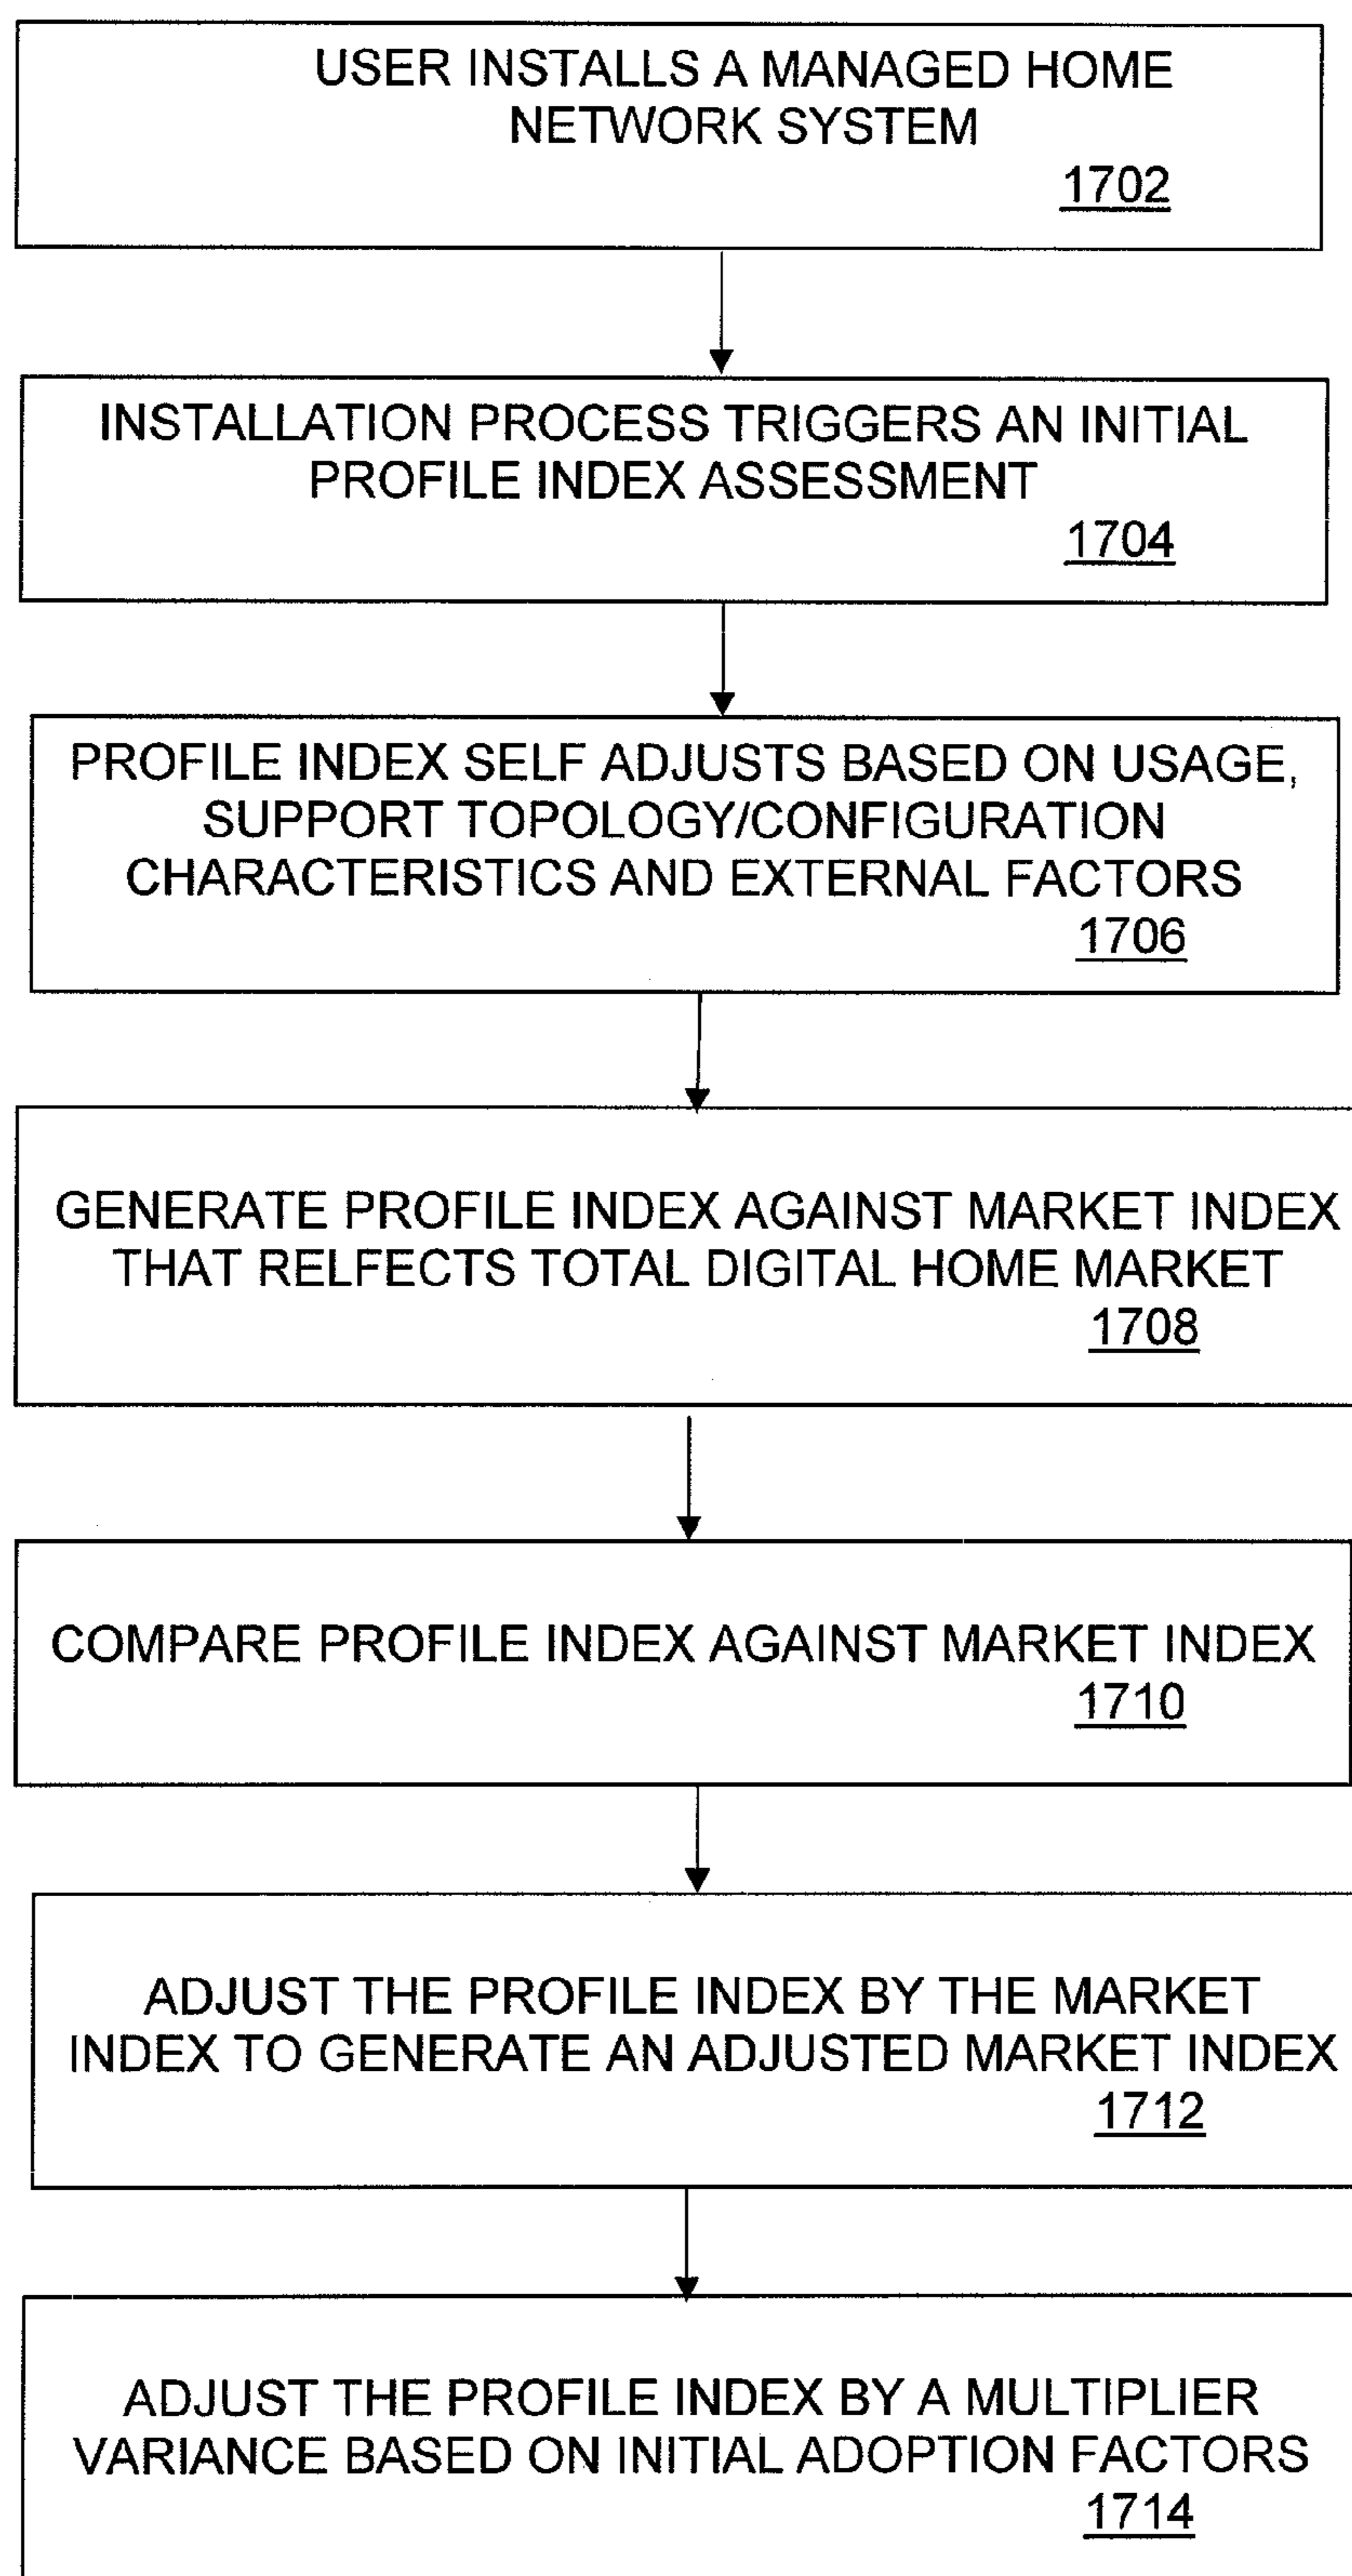 USER INSTALLS A MANAGED HOME
NETWORK SYSTEM
1702
INSTALLATION PROCESS TRIGGERS AN INITIAL
PROFILE INDEX ASSESSMENT
1704
PROFILE INDEX SELF ADJUSTS BASED ON USAGE,
SUPPORT TOPOLOGY/CONFIGURATION
CHARACTERISTICS AND EXTERNAL FACTORS
1706
GENERATE PROFILE INDEX AGAINST MARKET INDEX
THAT RELFECTS TOTAL DIGITAL HOME MARKET
1708
COMPARE PROFILE INDEX AGAINST MARKET INDEX
1710
ADJUST THE PROFILE INDEX BY THE MARKET
INDEX TO GENERATE AN ADJUSTED MARKET INDEX
1712
ADJUST THE PROFILE INDEX BY A MULTIPLIER
VARIANCE BASED ON INITIAL ADOPTION FACTORS
1714